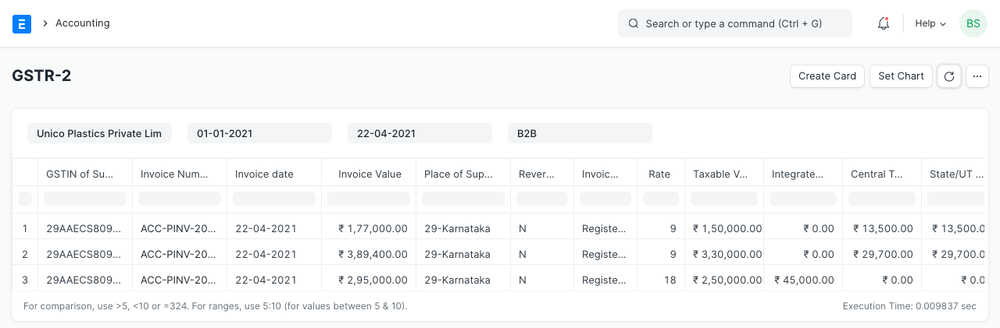 E > Accounting Search or type a command (Ctrl + G) Help BS
GSTR-2 Create Card Set Chart ...
Unico Plastics Private Lim 01-01-2021 22-04-2021 B2B
GSTIN of Su... Invoice Num... Invoice date Invoice Value Place of Sup... Rever... Invoic... Rate Taxable V... Integrate... Central T... State/UT ...
1 29AAECS809... ACC-PINV-20... 22-04-2021 ₹ 1,77,000.00 29-Karnataka N Registe... 9 ₹ 1,50,000.00 ₹ 0.00 ₹ 13,500.00 ₹ 13,500.0
2 29AAECS809... ACC-PINV-20... 22-04-2021 ₹ 3,89,400.00 29-Karnataka N Registe... 9 ₹ 3,30,000.00 ₹ 0.00 ₹ 29,700.00 ₹ 29,700.0
3 29AAECS809... ACC-PINV-20... 22-04-2021 ₹ 2,95,000.00 29-Karnataka N Registe... 18 ₹ 2,50,000.00 ₹ 45,000.00 ₹ 0.00 ₹ 0.0
For comparison, use >5, <10 or =324. For ranges, use 5:10 (for values between 5 & 10). Execution Time: 0.009837 sec